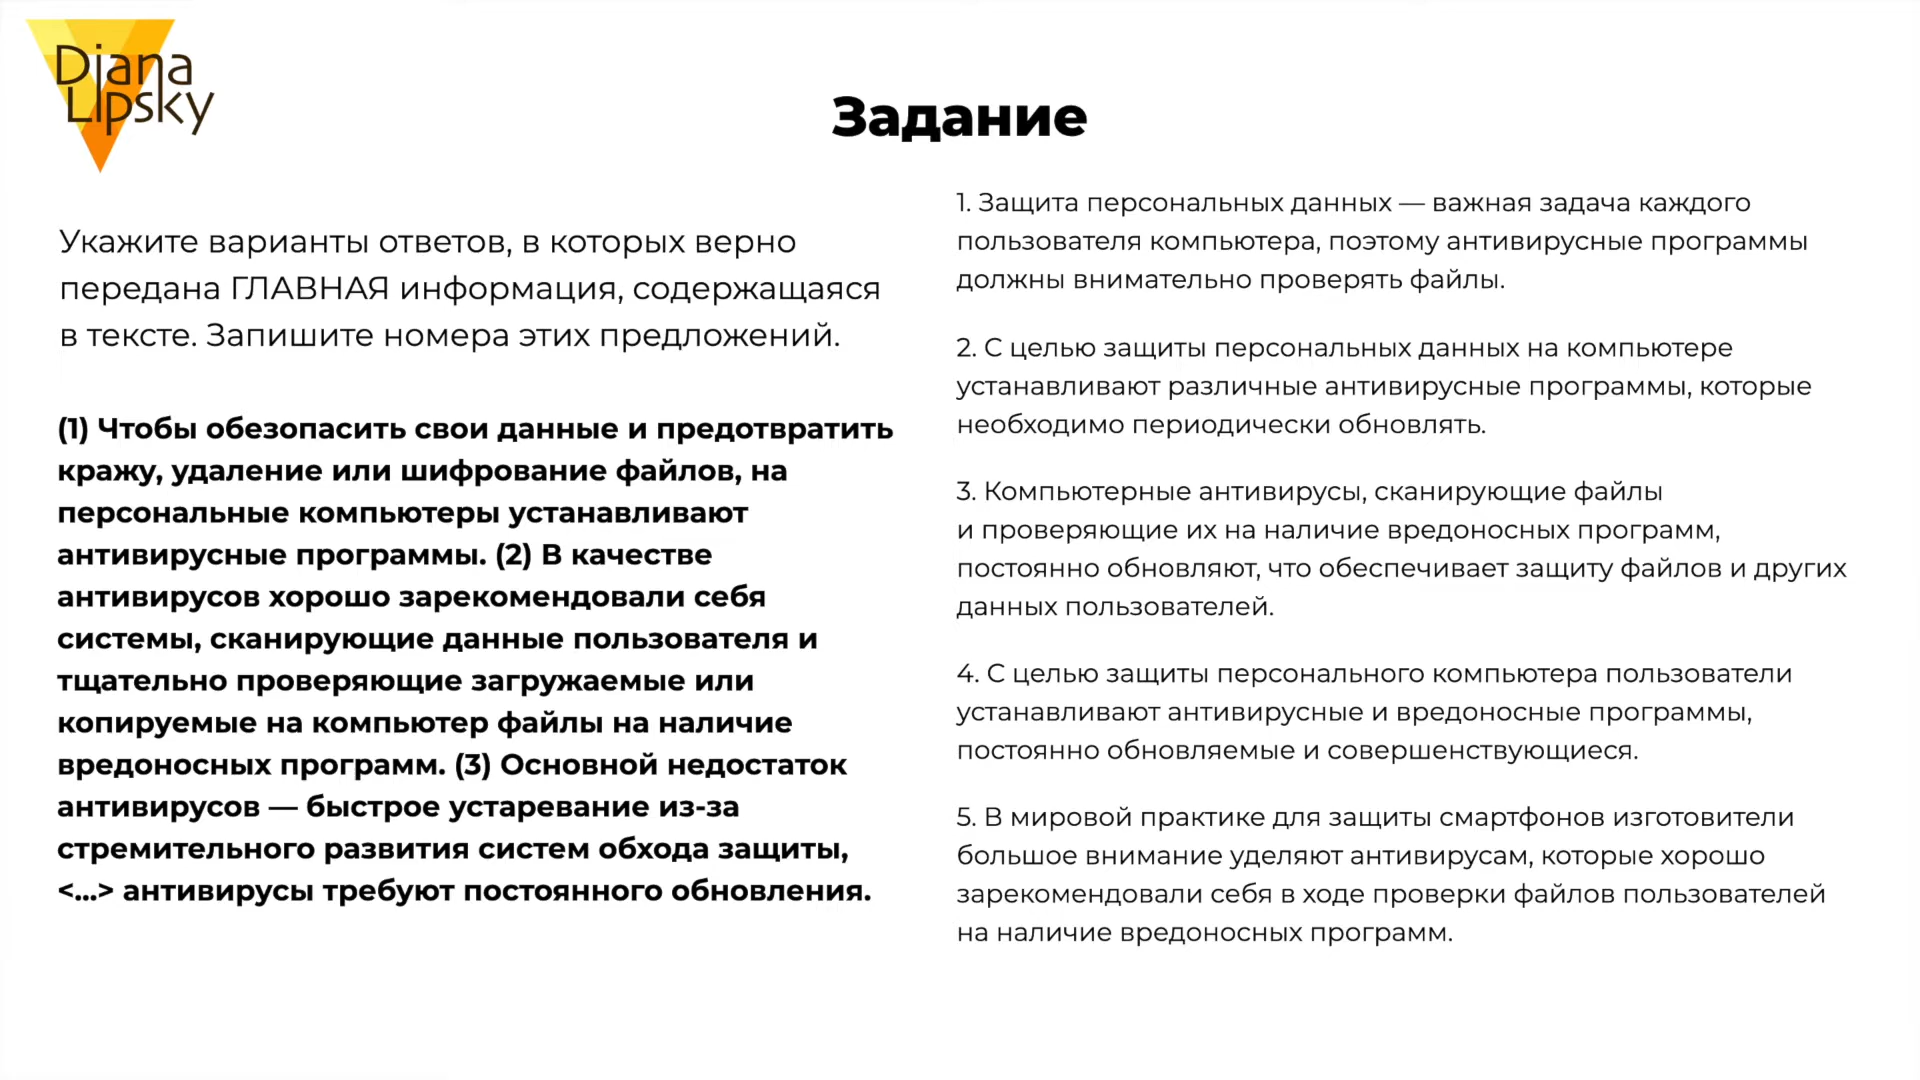 Diana
Lipsky
Задание
Укажите варианты ответов, в которых верно
передана ГЛАВНАЯ информация, содержащаяся
в тексте. Запишите номера этих предложений.
(1) Чтобы обезопасить свои данные и предотвратить
кражу, удаление или шифрование файлов, на
персональные компьютеры устанавливают
антивирусные программы. (2) В качестве
антивирусов хорошо зарекомендовали себя
системы, сканирующие данные пользователя и
тщательно проверяющие загружаемые или
копируемые на компьютер файлы на наличие
вредоносных программ. (3) Основной недостаток
антивирусов — быстрое устаревание из-за
стремительного развития систем обхода защиты,
<...> антивирусы требуют постоянного обновления.
1. Защита персональных данных — важная задача каждого
пользователя компьютера, поэтому антивирусные программы
должны внимательно проверять файлы.
2. С целью защиты персональных данных на компьютере
устанавливают различные антивирусные программы, которые
необходимо периодически обновлять.
3. Компьютерные антивирусы, сканирующие файлы
и проверяющие их на наличие вредоносных программ,
постоянно обновляют, что обеспечивает защиту файлов и других
данных пользователей.
4. С целью защиты персонального компьютера пользователи
устанавливают антивирусные и вредоносные программы,
постоянно обновляемые и совершенствующиеся.
5. В мировой практике для защиты смартфонов изготовители
большое внимание уделяют антивирусам, которые хорошо
зарекомендовали себя в ходе проверки файлов пользователей
на наличие вредоносных программ.